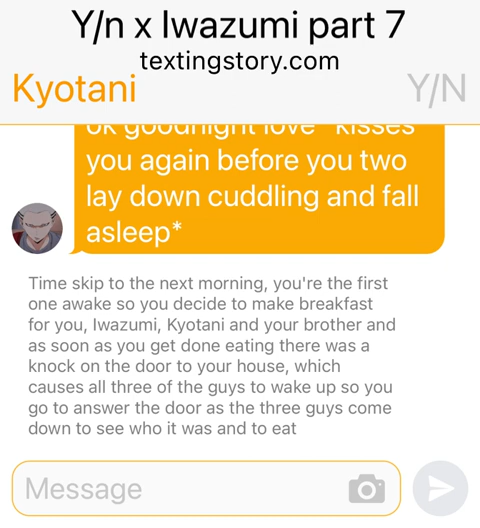 Y/n x Iwazumi part 7
textingstory.com
Kyotani Y/N
ok goodnight love *kisses
you again before you two
lay down cuddling and fall
asleep*
Time skip to the next morning, you're the first
one awake so you decide to make breakfast
for you, Iwazumi, Kyotani and your brother and
as soon as you get done eating there was a
knock on the door to your house, which
causes all three of the guys to wake up so you
go to answer the door as the three guys come
down to see who it was and to eat
Message